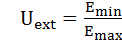 U_ext = E_min / E_max